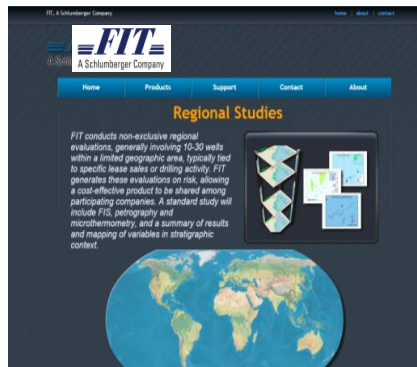 FIT, A Schlumberger Company
home | about | contact
FIT
A Schlumberger Company
Home Products Support Contact About
Regional Studies
FIT conducts non-exclusive regional
evaluations, generally involving 10-30 wells
within a limited geographic area, typically tied
to specific lease sales or drilling activity. FIT
generates these evaluations on risk, allowing
a cost-effective product to be shared among
participating companies. A standard study will
include FIS, petrography and
microthermometry, and a summary of results
and mapping of variables in stratigraphic
context.